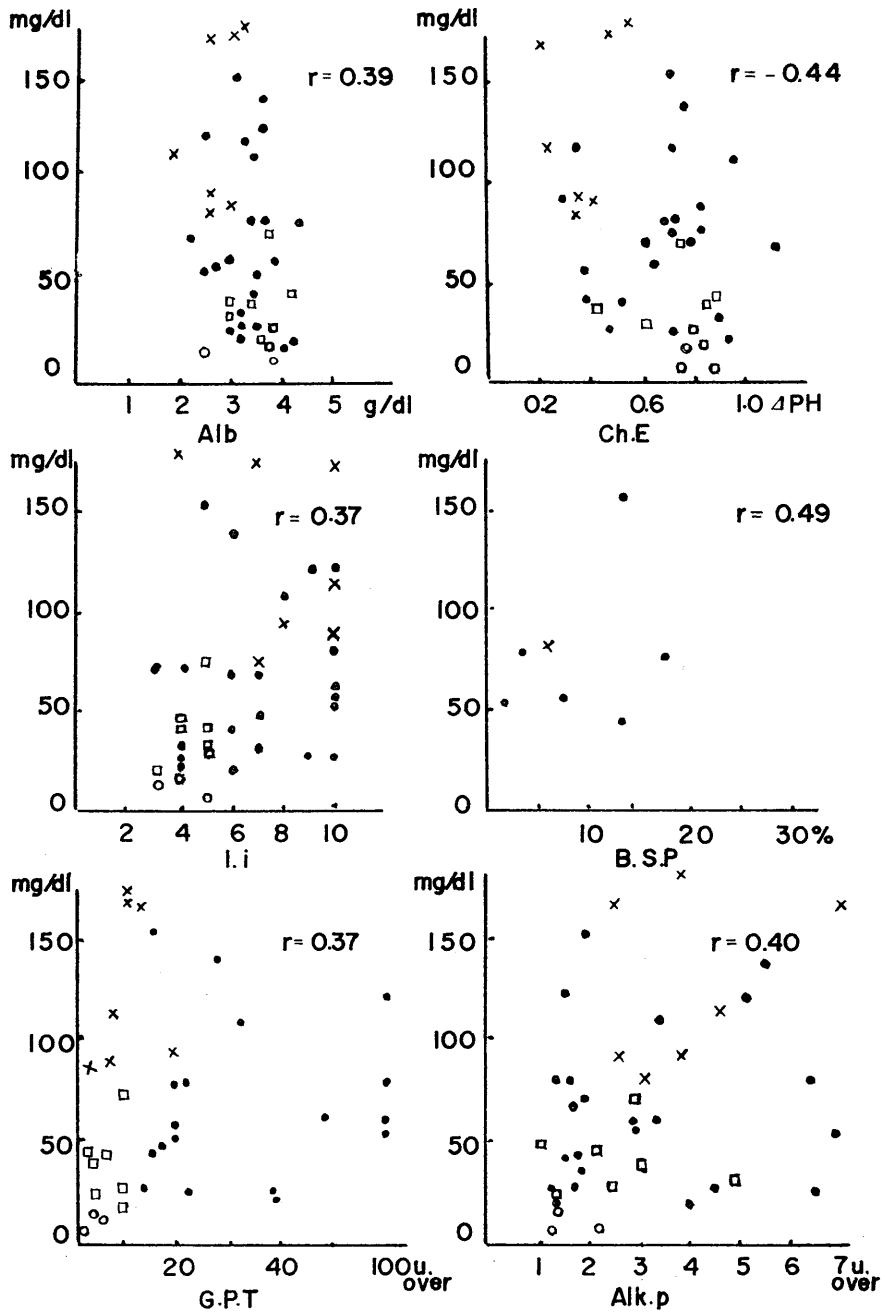 mg/dl
150
100
50
0
r = 0.39
1 2 3 4 5 g/dl
Alb
mg/dl
150
100
50
0
r = - 0.44
0.2 0.6 1.0 ⊿PH
Ch.E
mg/dl
150
100
50
0
r = 0.37
2 4 6 8 10
I.i
mg/dl
150
100
50
0
r = 0.49
10 20 30%
B.S.P
mg/dl
150
100
50
0
r = 0.37
20 40 100u.
over
G.P.T
mg/dl
150
100
50
0
r = 0.40
1 2 3 4 5 6 7u.
over
Alk.p